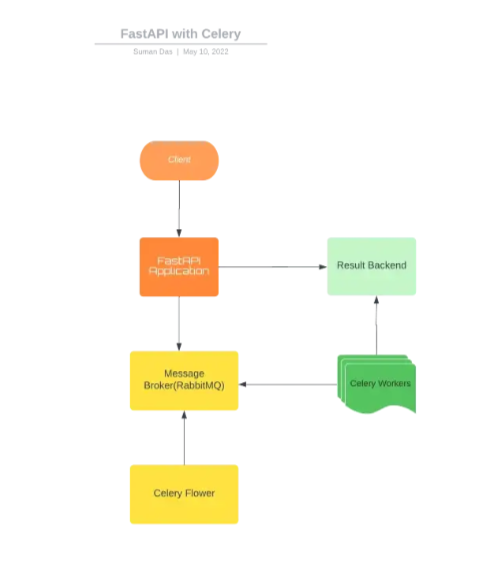 FastAPI with Celery
Suman Das | May 10, 2022
Client
FastAPI
Application
Result Backend
Message
Broker(RabbitMQ)
Celery Workers
Celery Flower